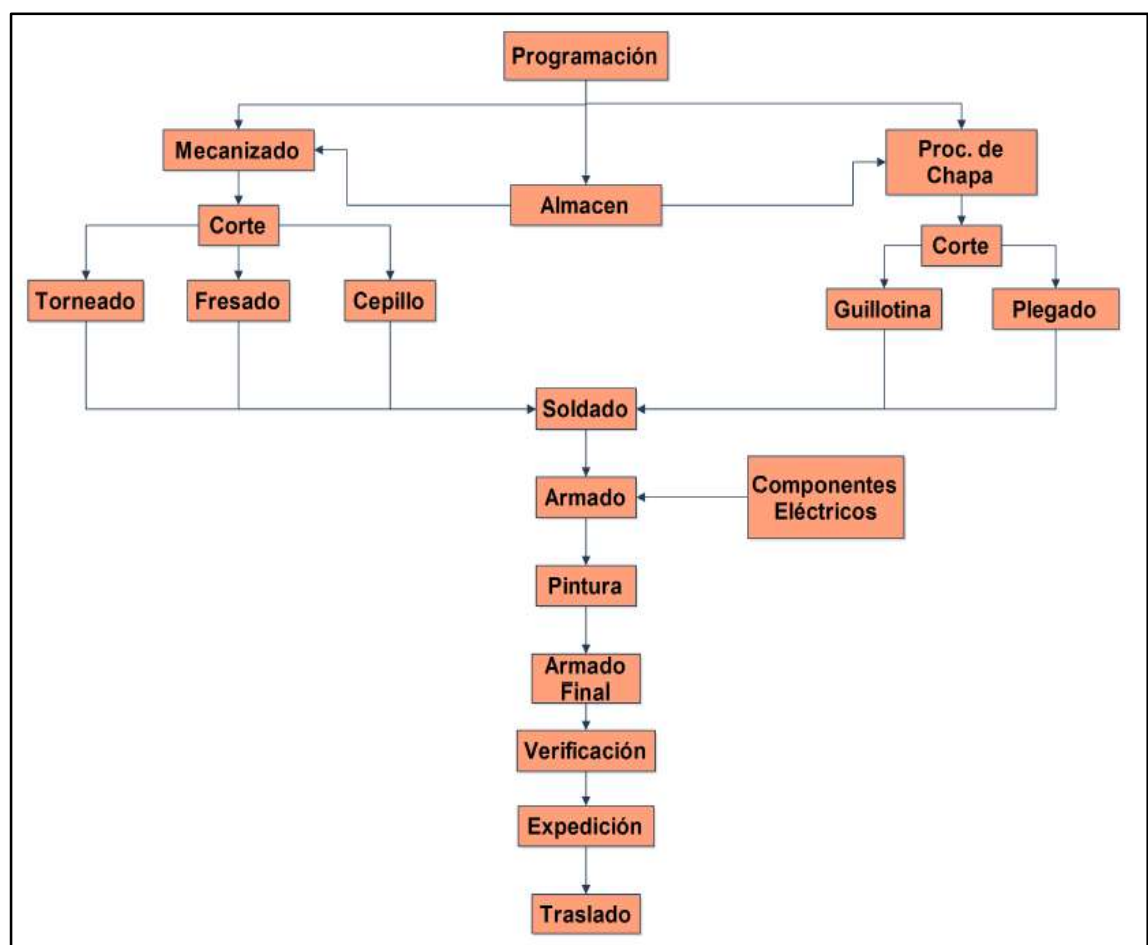 Programación
Mecanizado
Proc. de
Chapa
Almacen
Corte
Corte
Torneado
Fresado
Cepillo
Guillotina
Plegado
Soldado
Armado
Componentes
Eléctricos
Pintura
Armado
Final
Verificación
Expedición
Traslado